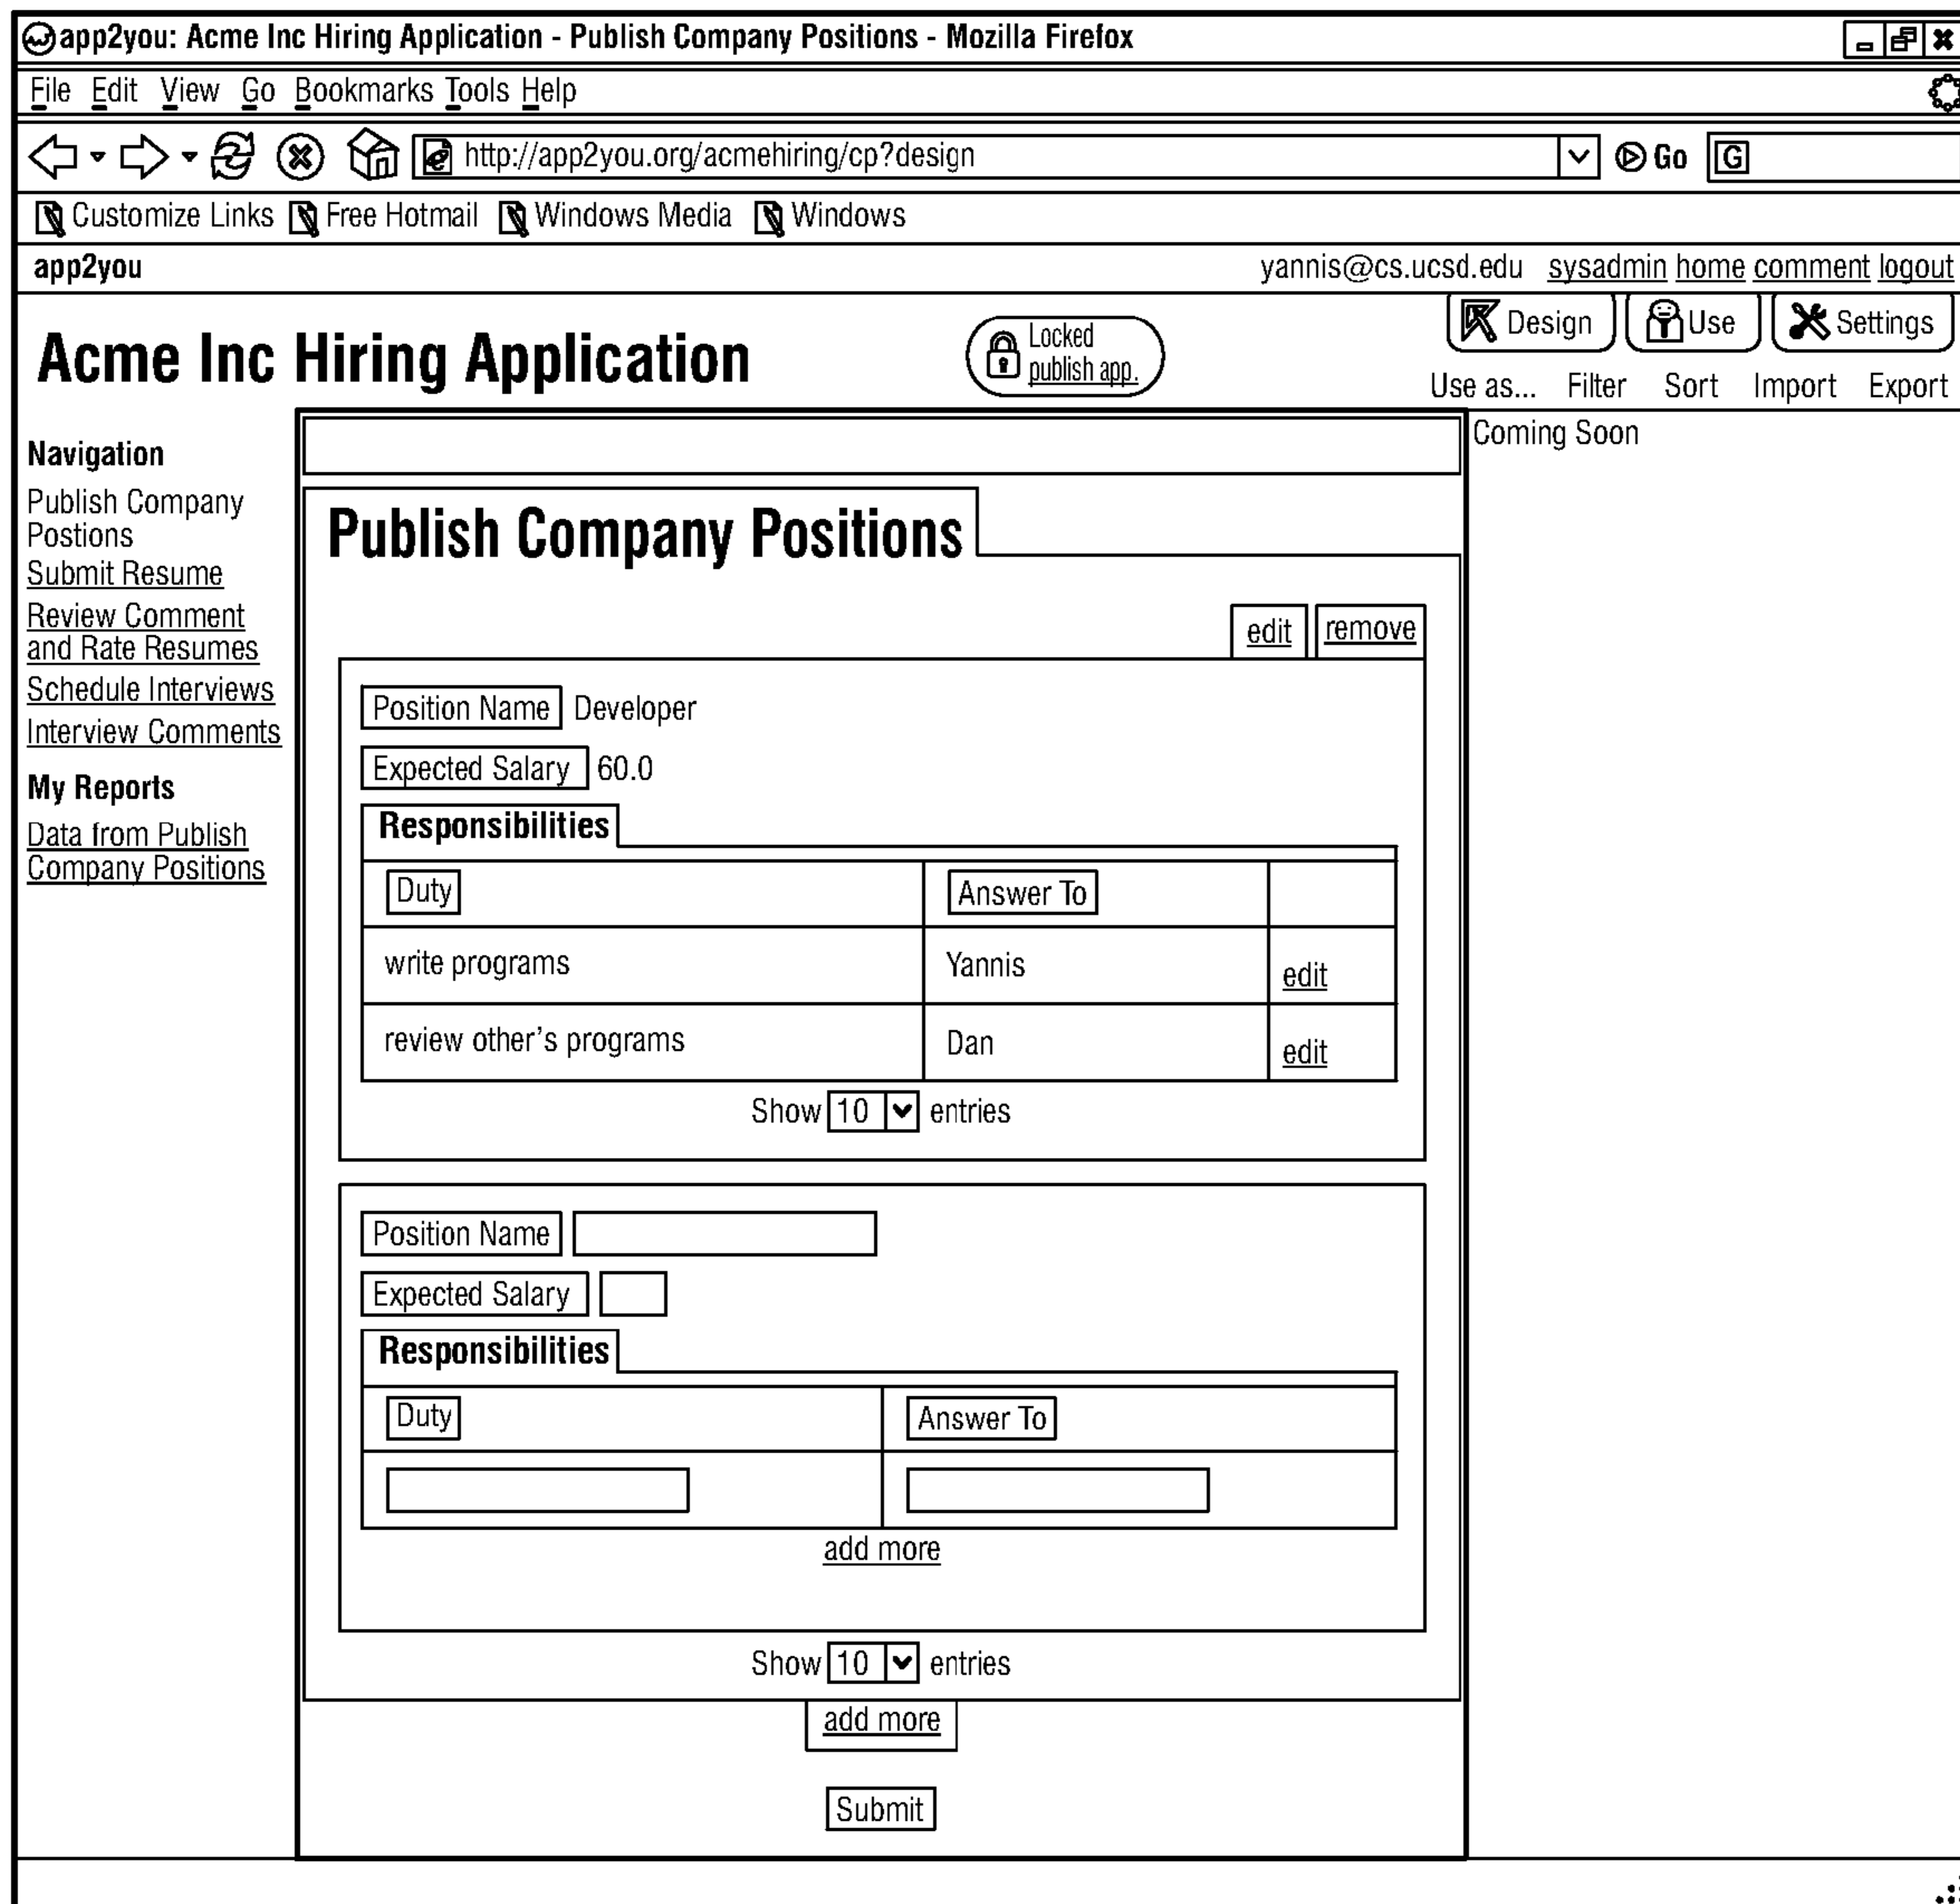 app2you: Acme Inc Hiring Application - Publish Company Positions - Mozilla Firefox
File Edit View Go Bookmarks Tools Help
http://app2you.org/acmehiring/cp?design
Go G
Customize Links Free Hotmail Windows Media Windows
app2you yannis@cs.ucsd.edu sysadmin home comment logout
Acme Inc Hiring Application
Locked
publish app.
Design Use Settings
Use as... Filter Sort Import Export
Navigation
Publish Company
Postions
Submit Resume
Review Comment
and Rate Resumes
Schedule Interviews
Interview Comments
My Reports
Data from Publish
Company Positions
Coming Soon
Publish Company Positions
edit remove
Position Name Developer
Expected Salary 60.0
Responsibilities
Duty Answer To
write programs Yannis edit
review other's programs Dan edit
Show 10 entries
Position Name
Expected Salary
Responsibilities
Duty Answer To
add more
Show 10 entries
add more
Submit